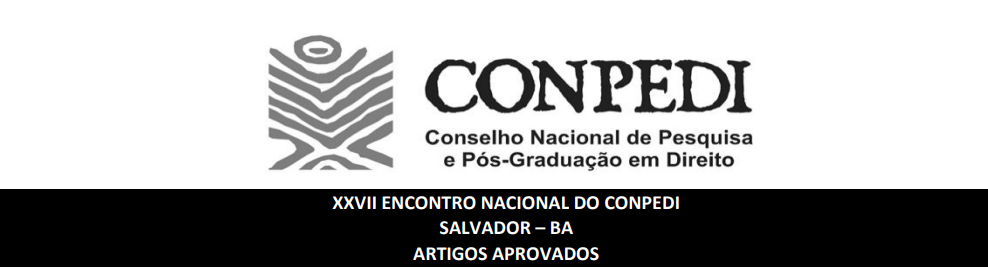 CONPEDI
Conselho Nacional de Pesquisa
e Pós-Graduação em Direito
XXVII ENCONTRO NACIONAL DO CONPEDI
SALVADOR – BA
ARTIGOS APROVADOS